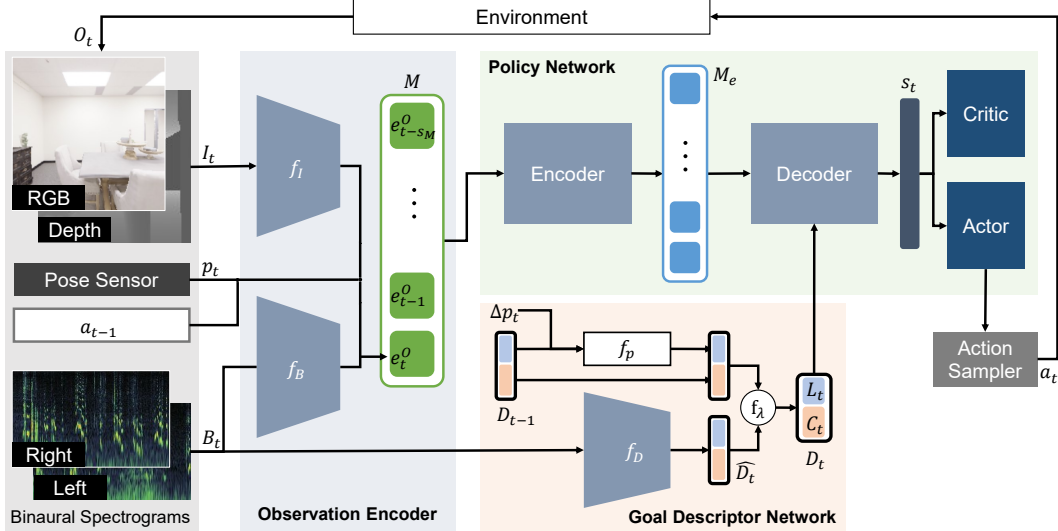 Environment
O_t
RGB
Depth
I_t
Pose Sensor
p_t
a_{t-1}
Right
Left
B_t
Binaural Spectrograms
f_I
f_B
Observation Encoder
M
e^O_{t-s_M}
e^O_{t-1}
e^O_t
Policy Network
Encoder
M_e
Decoder
s_t
Critic
Actor
Action
Sampler
a_t
Δp_t
f_p
D_{t-1}
f_D
\widehat{D_t}
f_λ
L_t
C_t
D_t
Goal Descriptor Network